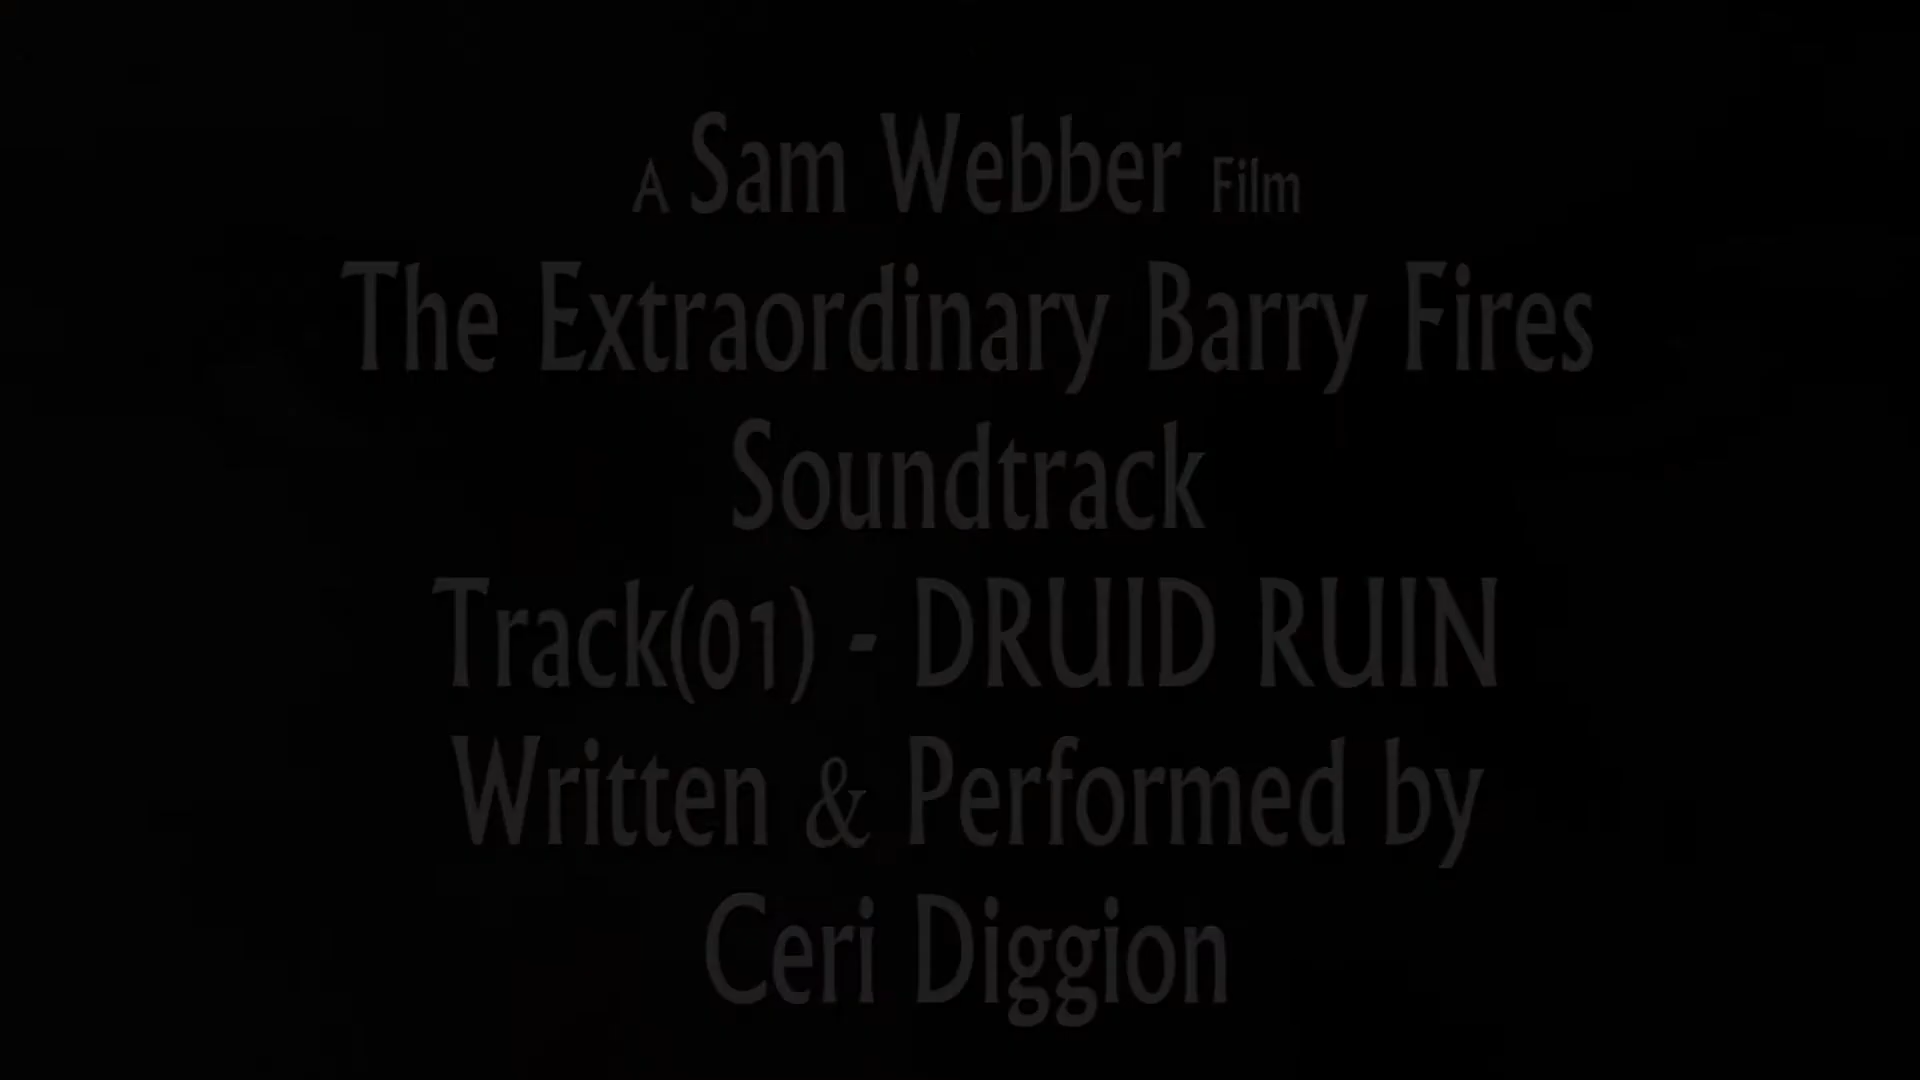 A Sam Webber Film
The Extraordinary Barry Fires
Soundtrack
Track(01) - DRUID RUIN
Written & Performed by
Ceri Diggion